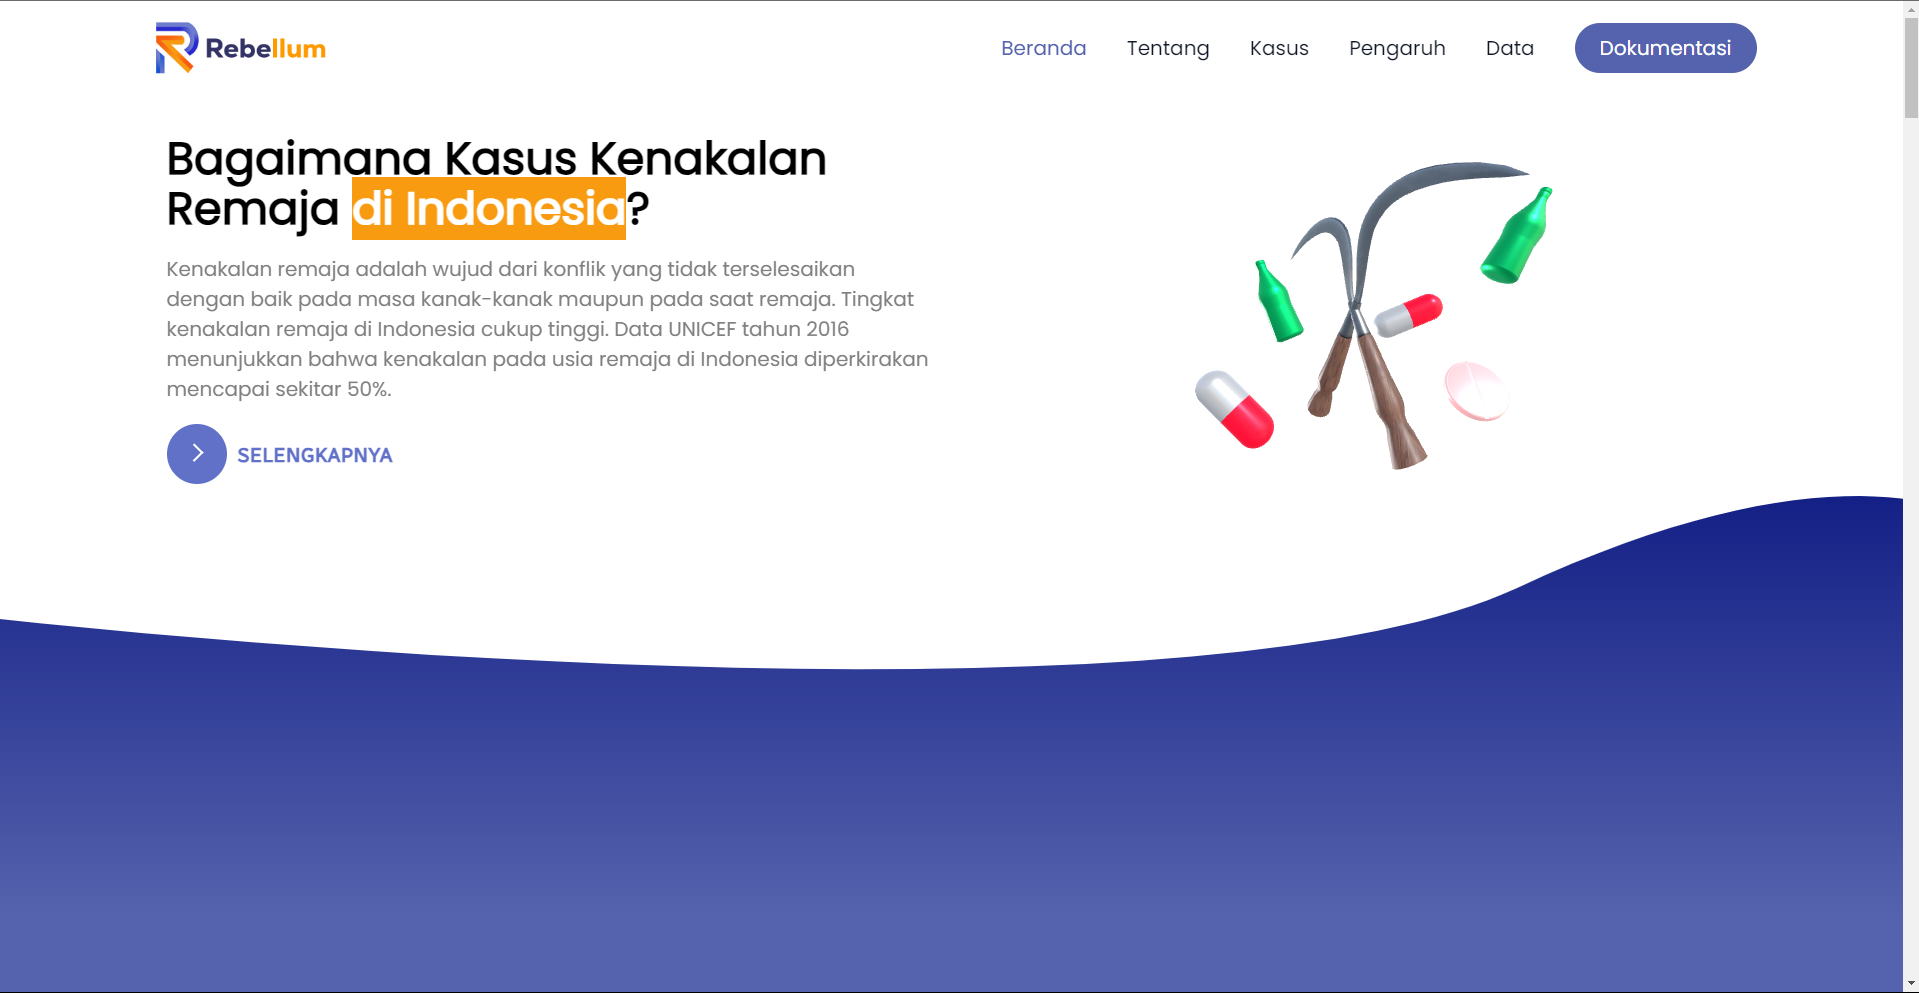 Rebellum
Beranda
Tentang
Kasus
Pengaruh
Data
Dokumentasi
Bagaimana Kasus Kenakalan
Remaja di Indonesia?
Kenakalan remaja adalah wujud dari konflik yang tidak terselesaikan
dengan baik pada masa kanak-kanak maupun pada saat remaja. Tingkat
kenakalan remaja di Indonesia cukup tinggi. Data UNICEF tahun 2016
menunjukkan bahwa kenakalan pada usia remaja di Indonesia diperkirakan
mencapai sekitar 50%.
SELENGKAPNYA